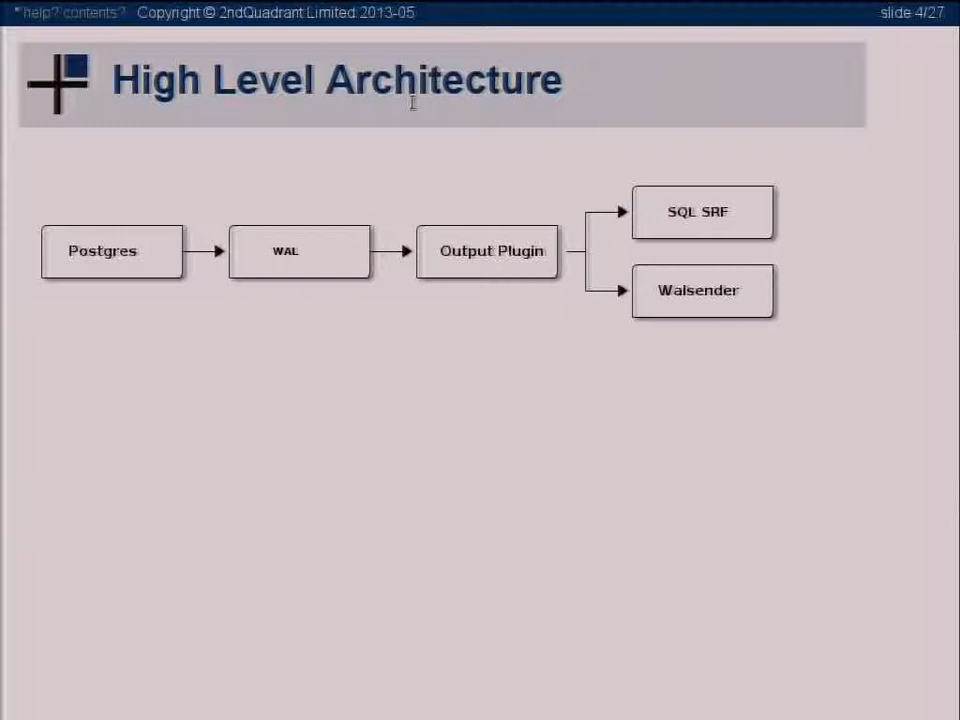 * help? contents? Copyright © 2ndQuadrant Limited 2013-05 slide 4/27
High Level Architecture
SQL SRF
Postgres WAL Output Plugin
Walsender